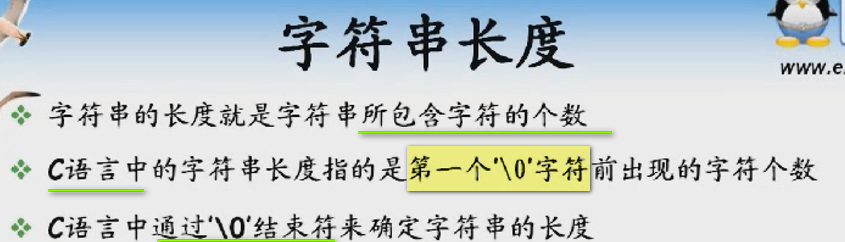 字符串长度
www.e
字符串的长度就是字符串所包含字符的个数
C语言中的字符串长度指的是第一个'\0'字符前出现的字符个数
C语言中通过'\0'结束符来确定字符串的长度